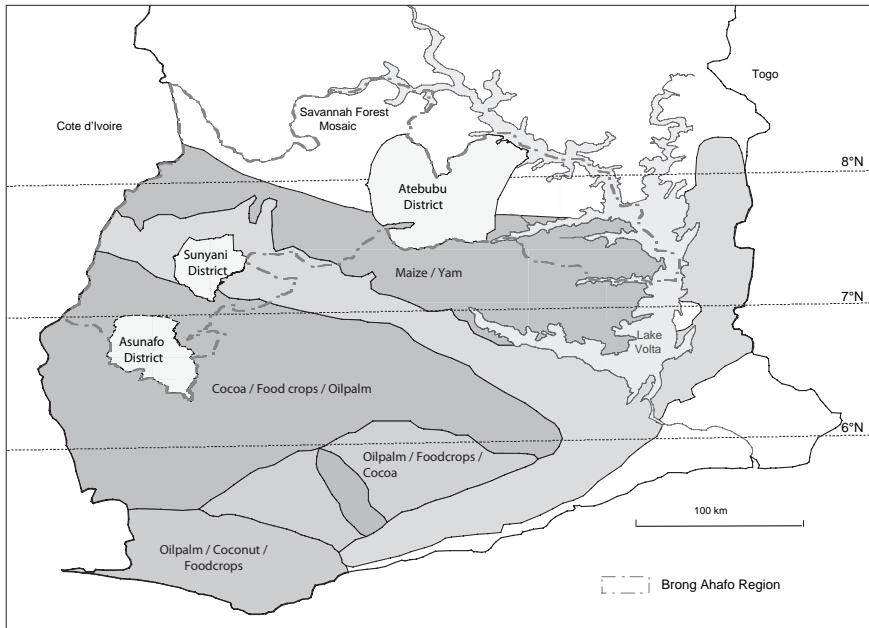 Togo
Cote d'Ivoire
Savannah Forest
Mosaic
8°N
Atebubu
District
Sunyani
District
Maize / Yam
7°N
Lake
Volta
Asunafo
District
Cocoa / Food crops / Oilpalm
6°N
Oilpalm / Foodcrops /
Cocoa
100 km
Oilpalm / Coconut /
Foodcrops
Brong Ahafo Region